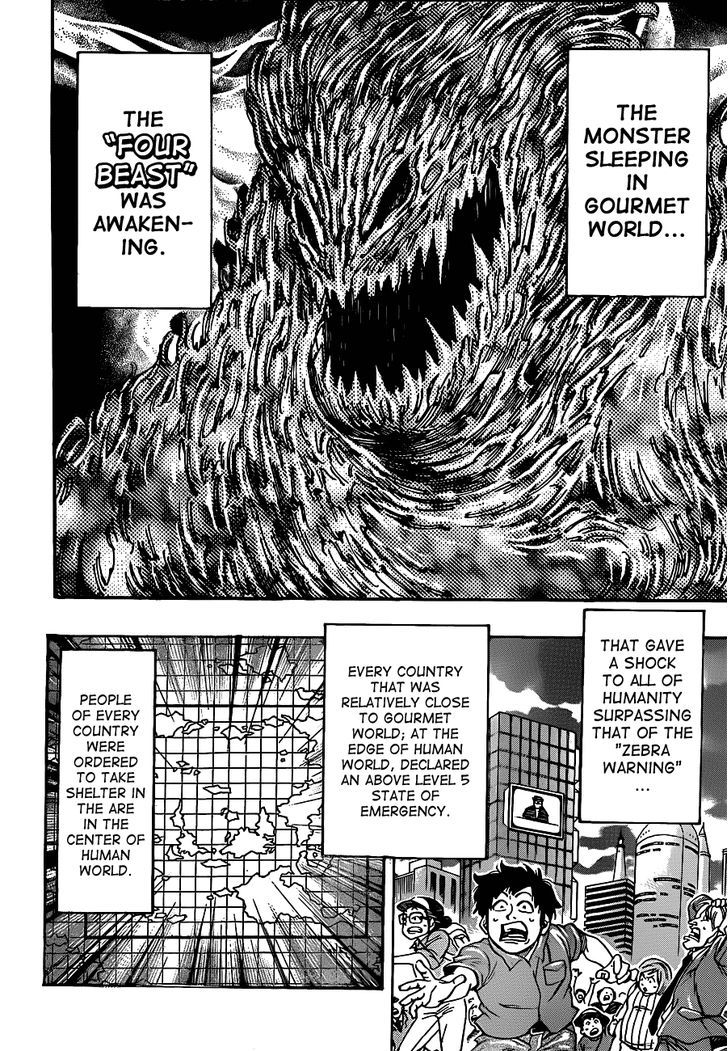 THE
MONSTER
SLEEPING
IN
GOURMET
WORLD...
THE
"FOUR
BEAST"
WAS
AWAKEN-
ING.
THAT GAVE
A SHOCK
TO ALL OF
HUMANITY
SURPASSING
THAT OF THE
"ZEBRA
WARNING"
...
EVERY COUNTRY
THAT WAS
RELATIVELY CLOSE
TO GOURMET
WORLD; AT THE
EDGE OF HUMAN
WORLD, DECLARED
AN ABOVE LEVEL 5
STATE OF
EMERGENCY.
PEOPLE
OF EVERY
COUNTRY
WERE
ORDERED
TO TAKE
SHELTER IN
THE ARE
IN THE
CENTER OF
HUMAN
WORLD.